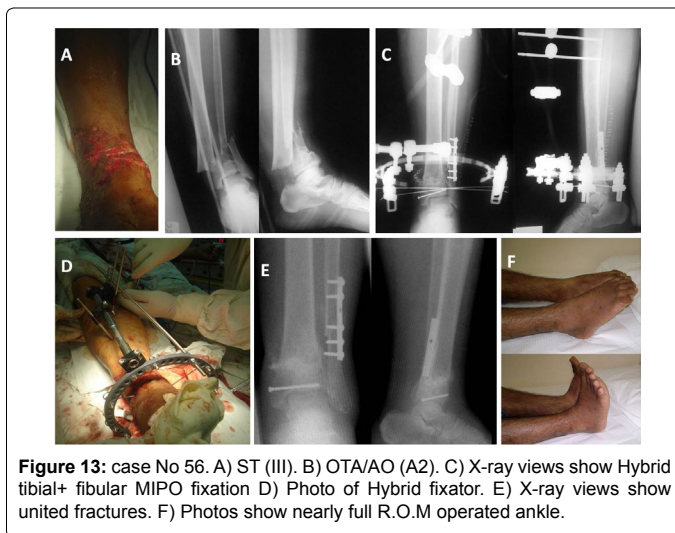 A
B
C
D
E
F
Figure 13: case No 56. A) ST (III). B) OTA/AO (A2). C) X-ray views show Hybrid
tibial+ fibular MIPO fixation D) Photo of Hybrid fixator. E) X-ray views show
united fractures. F) Photos show nearly full R.O.M operated ankle.